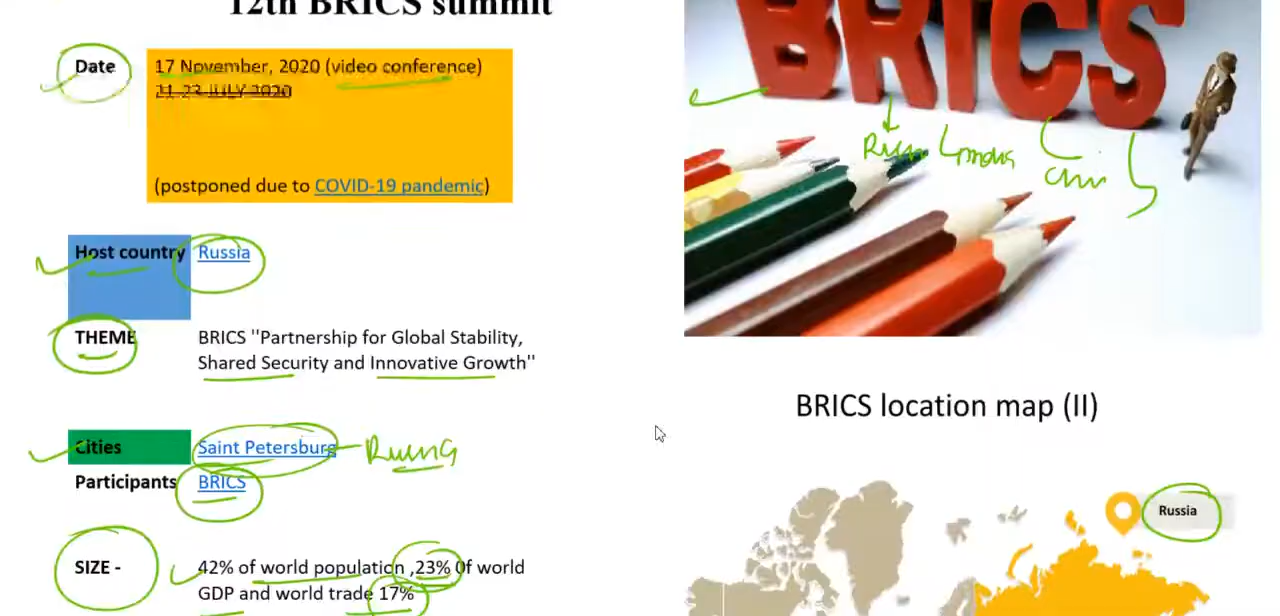 12th BRICS summit
Date
17 November, 2020 (video conference)
21-23 JULY 2020
(postponed due to COVID-19 pandemic)
Host country
Russia
THEME
BRICS "Partnership for Global Stability,
Shared Security and Innovative Growth"
Cities
Saint Petersburg
Participants
BRICS
SIZE -
42% of world population ,23% 0f world
GDP and world trade 17%
BRICS
BRICS location map (II)
Russia